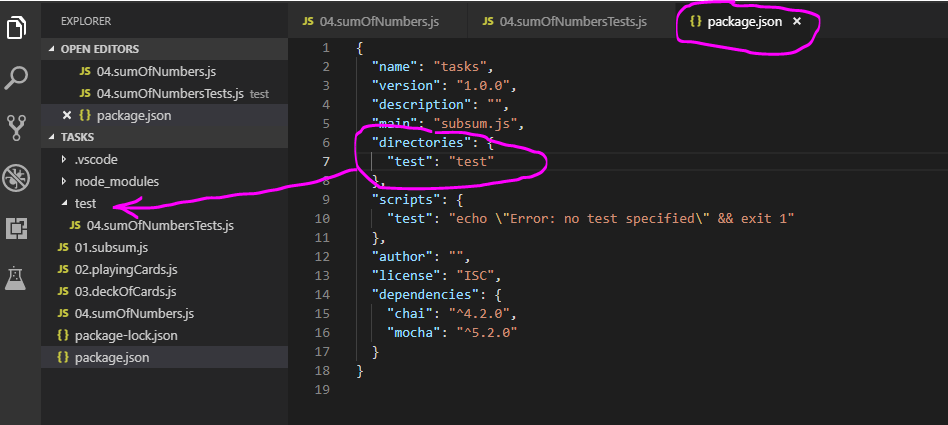 EXPLORER
OPEN EDITORS
JS 04.sumOfNumbers.js
JS 04.sumOfNumbersTests.js test
{ } package.json
TASKS
.vscode
node_modules
test
JS 04.sumOfNumbersTests.js
JS 01.subsum.js
JS 02.playingCards.js
JS 03.deckOfCards.js
JS 04.sumOfNumbers.js
{ } package-lock.json
{ } package.json
JS 04.sumOfNumbers.js JS 04.sumOfNumbersTests.js { } package.json
1 {
2 "name": "tasks",
3 "version": "1.0.0",
4 "description": "",
5 "main": "subsum.js",
6 "directories": {
7 "test": "test"
8 },
9 "scripts": {
10 "test": "echo \"Error: no test specified\" && exit 1"
11 },
12 "author": "",
13 "license": "ISC",
14 "dependencies": {
15 "chai": "^4.2.0",
16 "mocha": "^5.2.0"
17 }
18 }
19